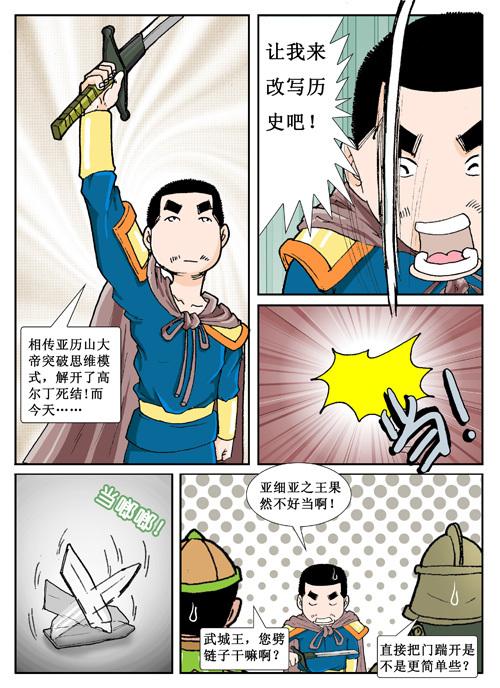 相传亚历山大
帝突破思维模
式，解开了高
尔丁死结!而
今天……
让我来
改写历
史吧！
当！
当啷啷！
亚细亚之王果
然不好当啊！
武城王，您劈
链子干嘛啊？
直接把门踹开是
不是更简单些？